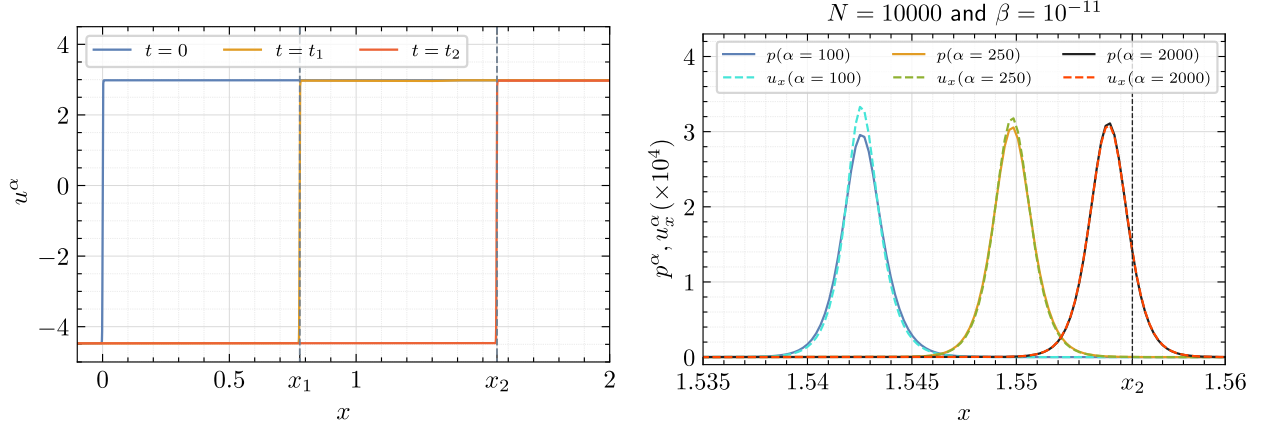 4
2
0
−2
−4
u^α
t = 0
t = t_1
t = t_2
0
0.5
x_1
1
x_2
2
x
N = 10000 and β = 10^{−11}
4
3
2
1
0
p^α, u_x^α(×10^4)
p(α = 100)
p(α = 250)
p(α = 2000)
u_x(α = 100)
u_x(α = 250)
u_x(α = 2000)
1.535
1.54
1.545
1.55
x_2
1.56
x